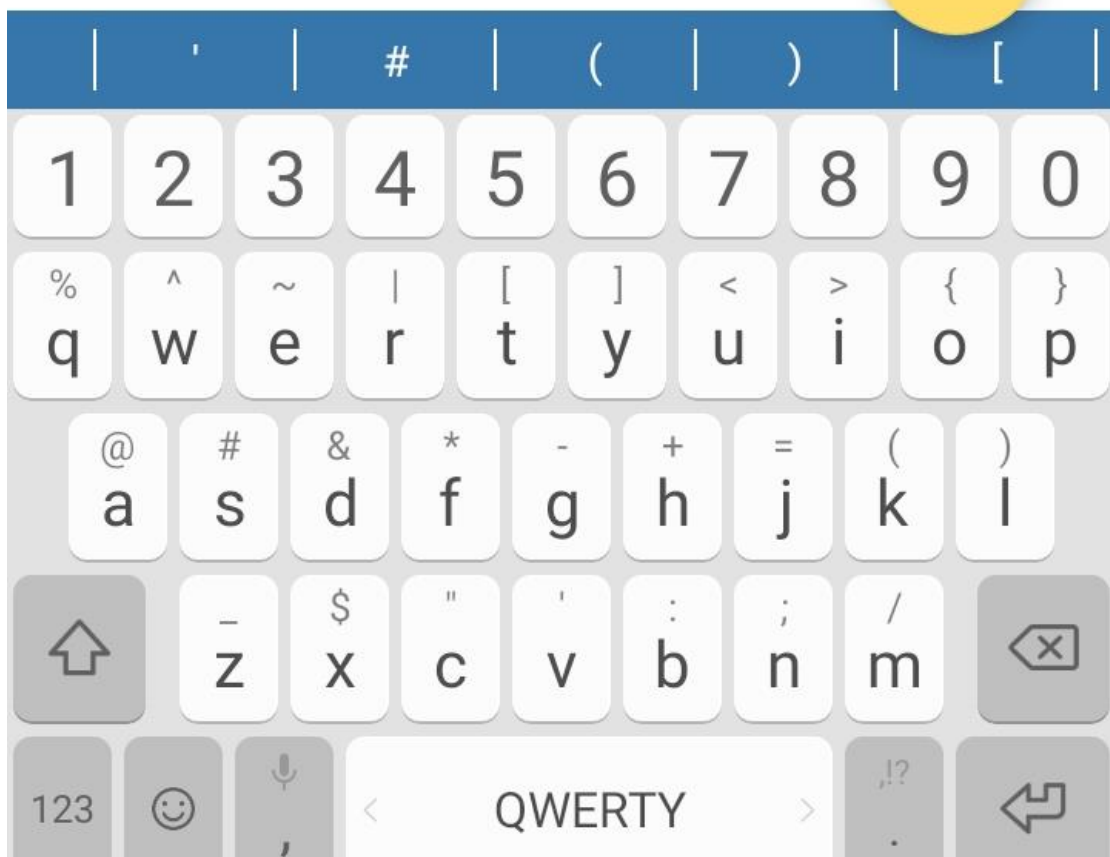 ' # ( ) [
1 2 3 4 5 6 7 8 9 0
% ^ ~ | [ ] < > { }
q w e r t y u i o p
@ # & * - + = ( )
a s d f g h j k l
_ $ " ' : ; /
z x c v b n m
,!?
123 , < QWERTY > .